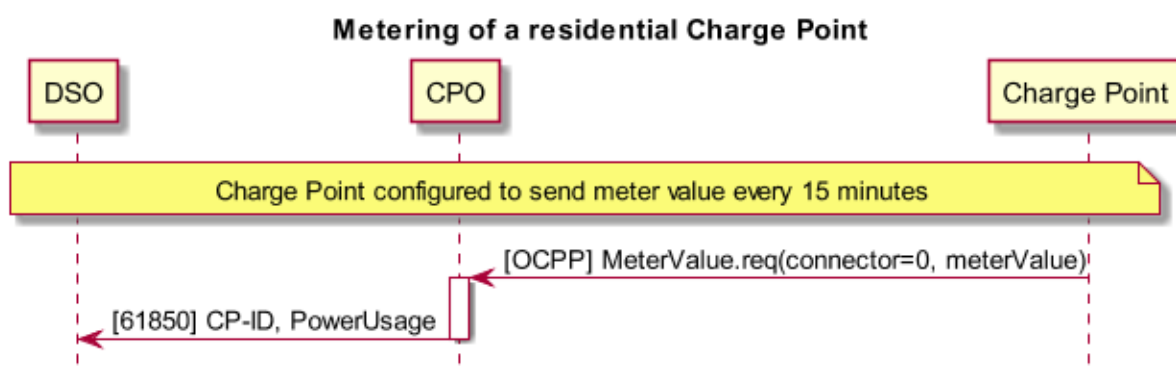 Metering of a residential Charge Point
DSO
CPO
Charge Point
Charge Point configured to send meter value every 15 minutes
[OCPP] MeterValue.req(connector=0, meterValue)
[61850] CP-ID, PowerUsage